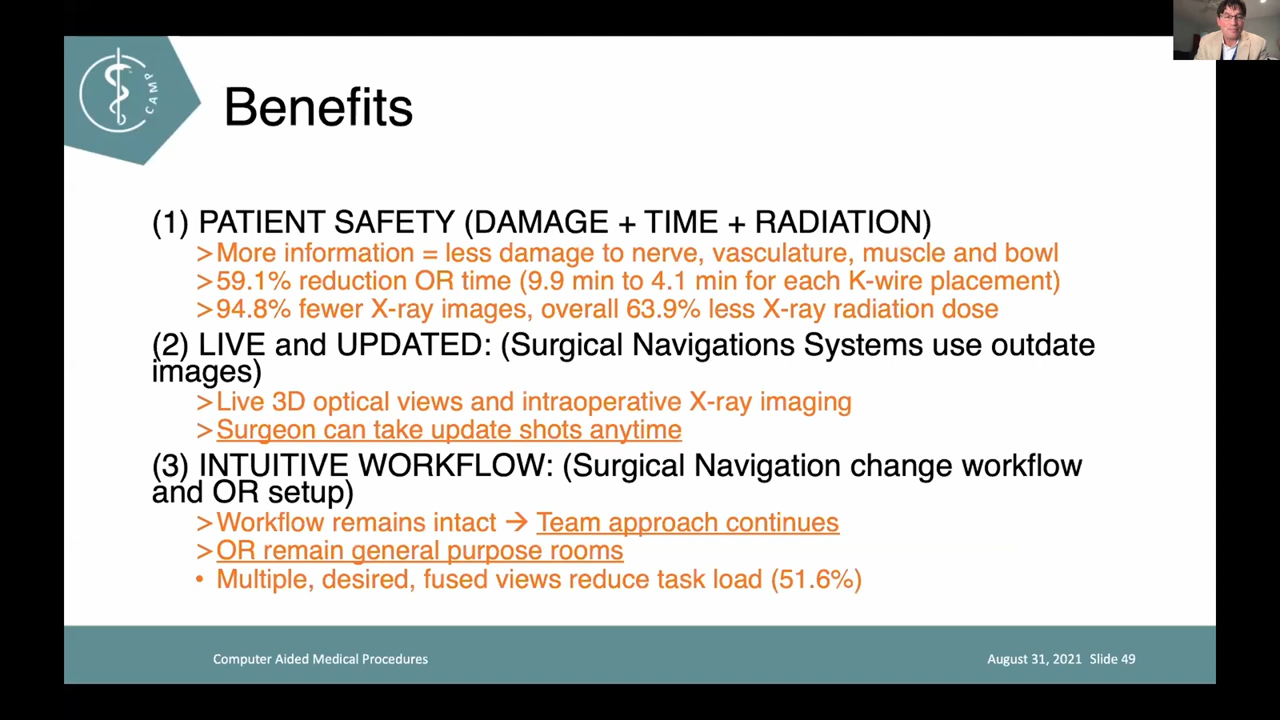 CAMP
Benefits
(1) PATIENT SAFETY (DAMAGE + TIME + RADIATION)
>More information = less damage to nerve, vasculature, muscle and bowl
>59.1% reduction OR time (9.9 min to 4.1 min for each K-wire placement)
>94.8% fewer X-ray images, overall 63.9% less X-ray radiation dose
(2) LIVE and UPDATED: (Surgical Navigations Systems use outdate
images)
>Live 3D optical views and intraoperative X-ray imaging
>Surgeon can take update shots anytime
(3) INTUITIVE WORKFLOW: (Surgical Navigation change workflow
and OR setup)
>Workflow remains intact → Team approach continues
>OR remain general purpose rooms
• Multiple, desired, fused views reduce task load (51.6%)
Computer Aided Medical Procedures
August 31, 2021 Slide 49